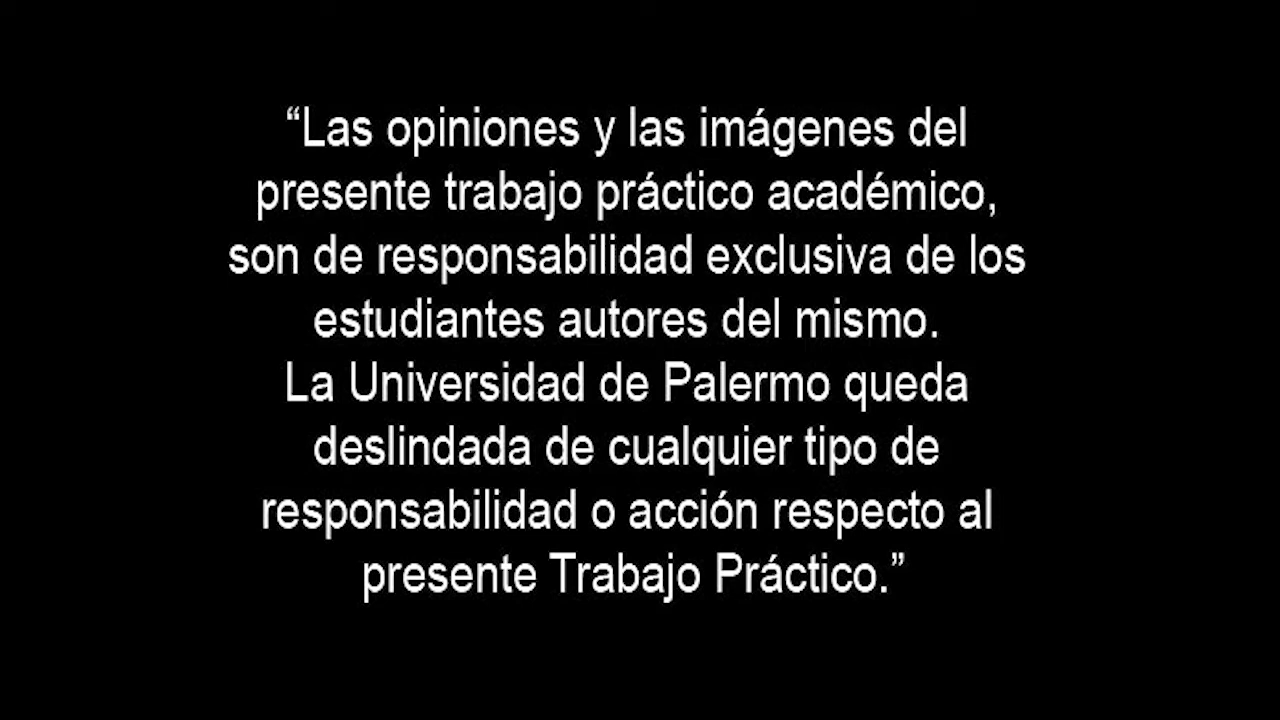 “Las opiniones y las imágenes del
presente trabajo práctico académico,
son de responsabilidad exclusiva de los
estudiantes autores del mismo.
La Universidad de Palermo queda
deslindada de cualquier tipo de
responsabilidad o acción respecto al
presente Trabajo Práctico.”